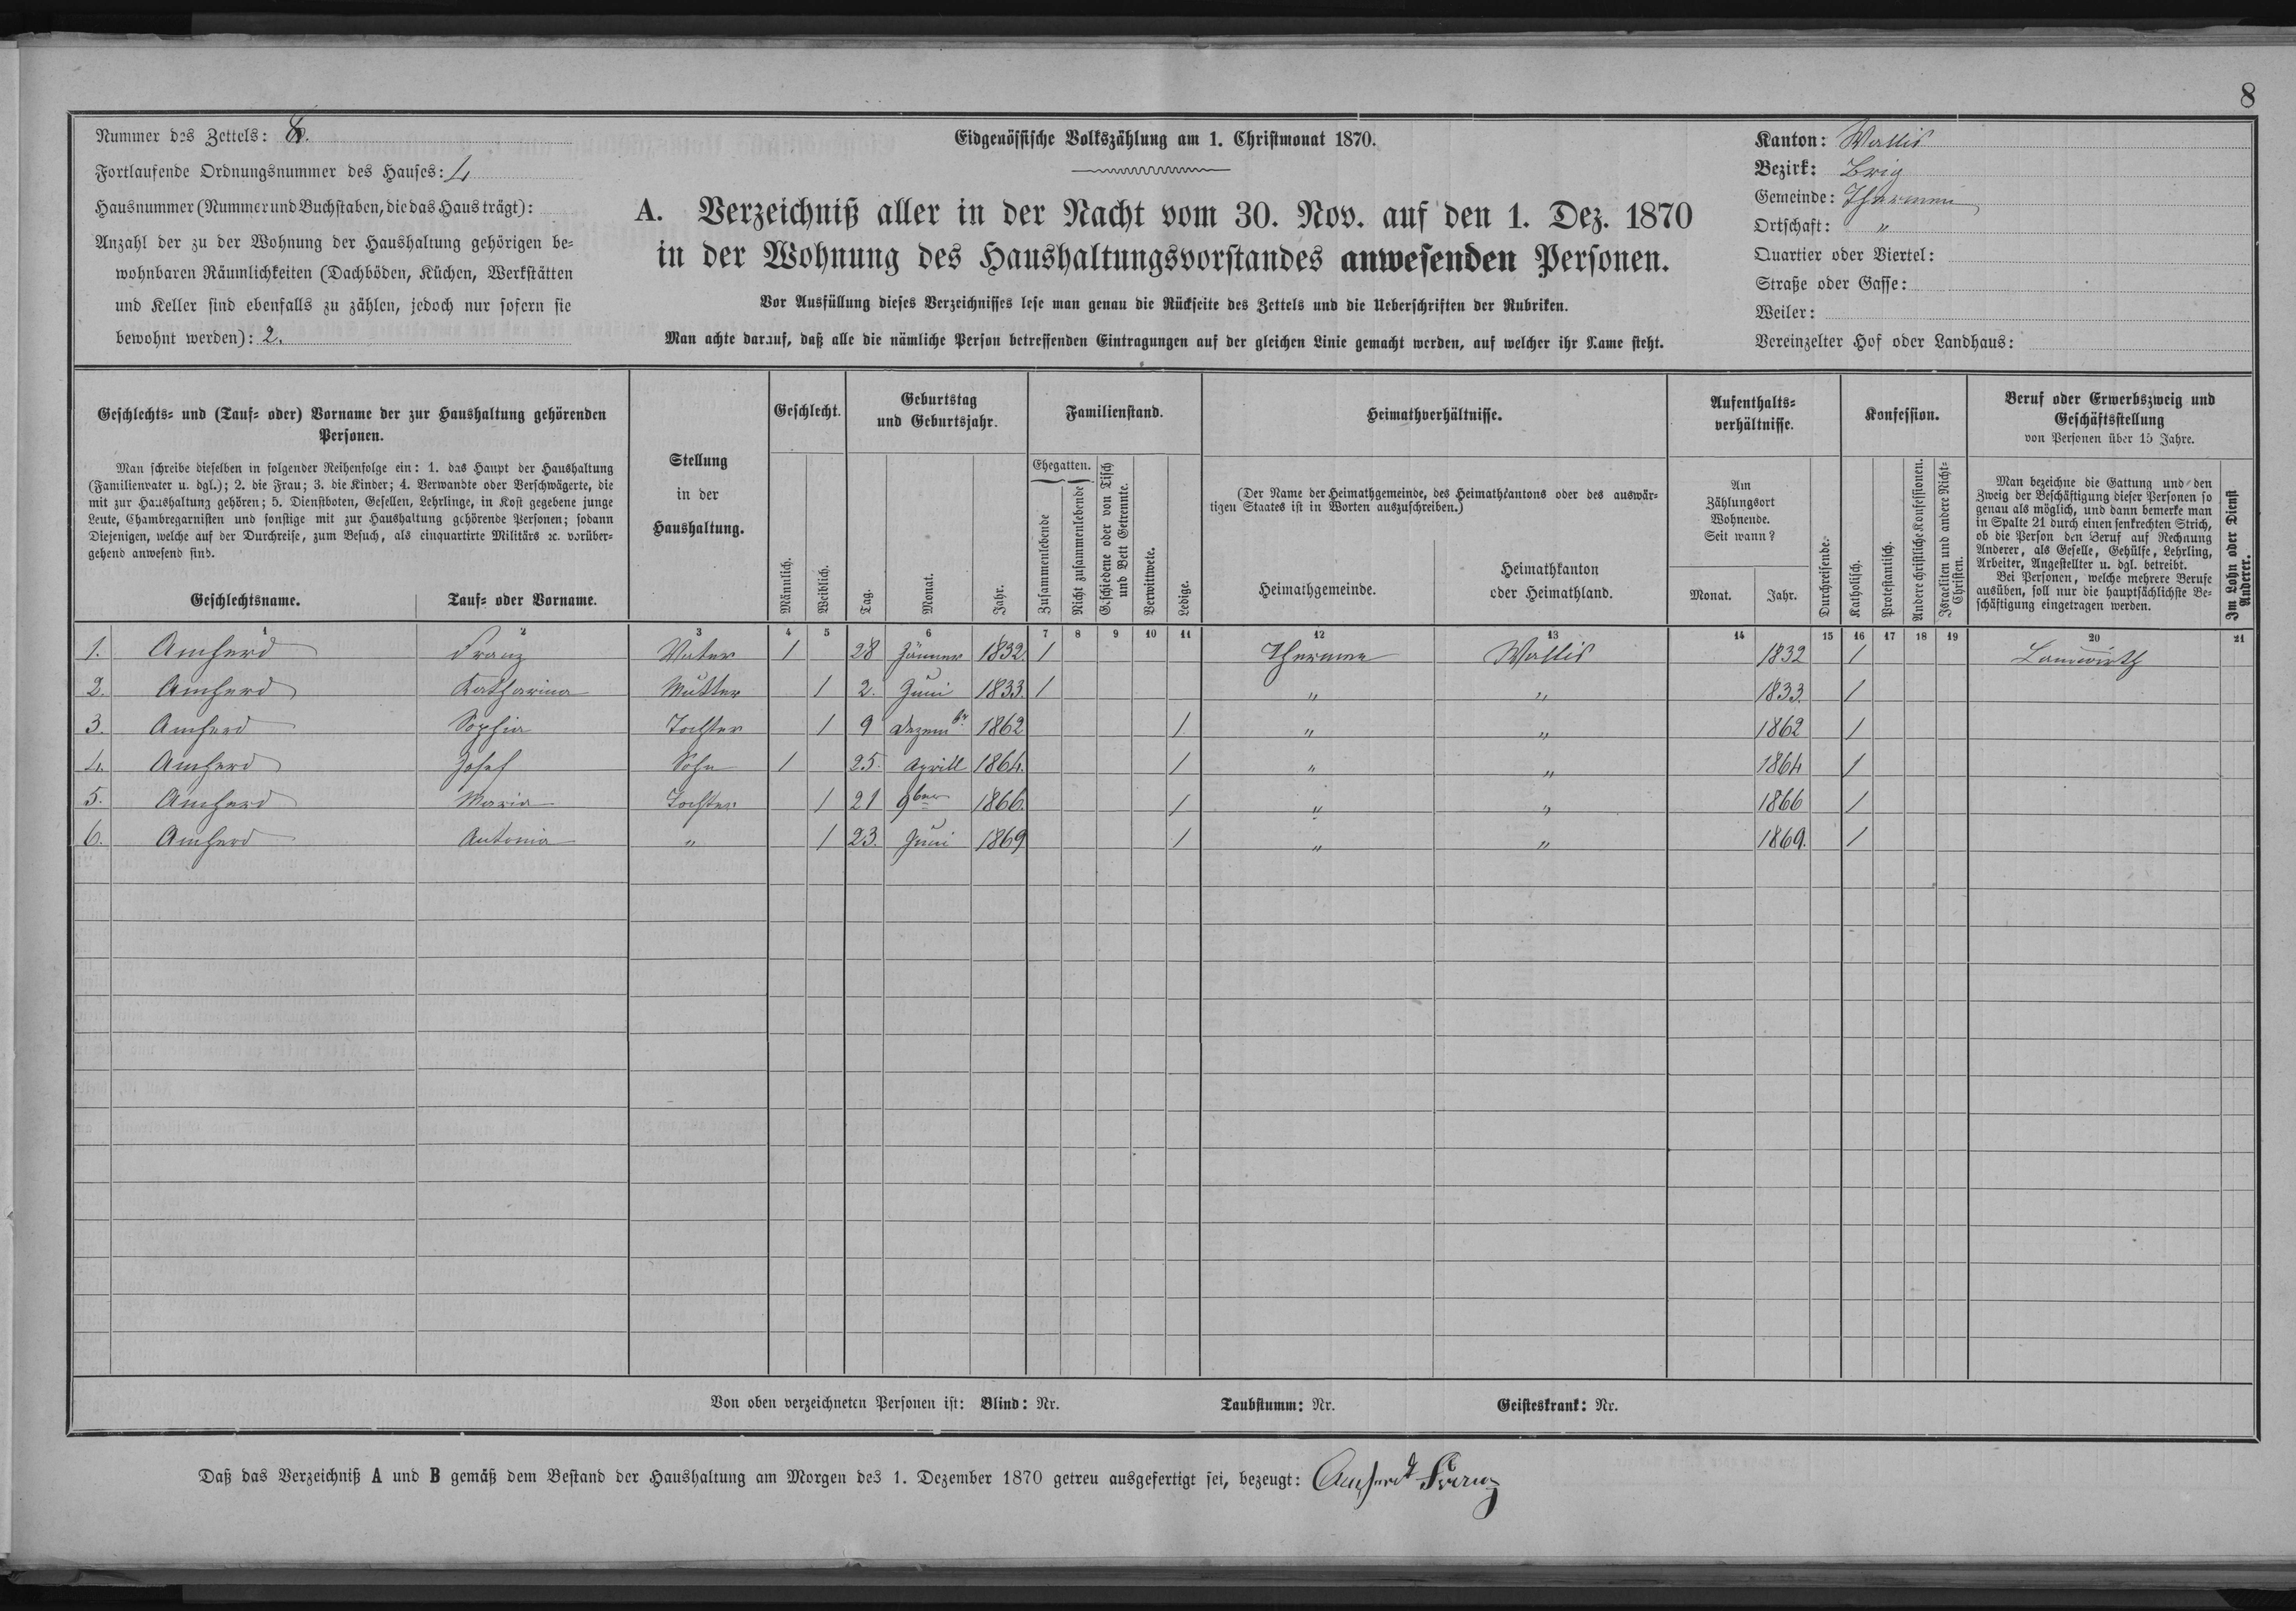 8
Nummer des Zettels: 8.
Fortlaufende Ordnungsnummer des Hauses: 4
Hausnummer (Nummer und Buchstaben, die das Haus trägt):
Anzahl der zu der Wohnung der Haushaltung gehörigen be-
wohnbaren Räumlichkeiten (Dachböden, Küchen, Werkstätten
und Keller sind ebenfalls zu zählen, jedoch nur sofern sie
bewohnt werden): 2.
Eidgenössische Volkszählung am 1. Christmonat 1870.
A. Verzeichniß aller in der Nacht vom 30. Nov. auf den 1. Dez. 1870
in der Wohnung des Haushaltungsvorstandes anwesenden Personen.
Vor Ausfüllung dieses Verzeichnisses lese man genau die Rückseite des Zettels und die Ueberschriften der Rubriken.
Man achte darauf, daß alle die nämliche Person betreffenden Eintragungen auf der gleichen Linie gemacht werden, auf welcher ihr Name steht.
Kanton: Wallis
Bezirk: Brig
Gemeinde: Thermen
Ortschaft: "
Quartier oder Viertel:
Straße oder Gasse:
Weiler:
Vereinzelter Hof oder Landhaus:
Geschlechts- und (Tauf- oder) Vorname der zur Haushaltung gehörenden
Personen.
Man schreibe dieselben in folgender Reihenfolge ein: 1. das Haupt der Haushaltung
(Familienvater u. dgl.); 2. die Frau; 3. die Kinder; 4. Verwandte oder Verschwägerte, die
mit zur Haushaltung gehören; 5. Dienstboten, Gesellen, Lehrlinge, in Kost gegebene junge
Leute, Chambregarnisten und sonstige mit zur Haushaltung gehörende Personen; sodann
Diejenigen, welche auf der Durchreise, zum Besuch, als einquartirte Militärs ꝛc. vorüber-
gehend anwesend sind.
Geschlechtsname. Tauf- oder Vorname.
Stellung
in der
Haushaltung.
Geschlecht.
Männlich. Weiblich.
Geburtstag
und Geburtsjahr.
Tag. Monat. Jahr.
Familienstand.
Ehegatten.
Zusammenlebende
Nicht zusammenlebende
Geschiedene oder von Tisch
und Bett Getrennte.
Verwittwete.
Ledige.
Heimathverhältnisse.
(Der Name der Heimathgemeinde, des Heimathkantons oder des auswär-
tigen Staates ist in Worten auszuschreiben.)
Heimathgemeinde.
Heimathkanton
oder Heimathland.
Aufenthalts-
verhältnisse.
Am
Zählungsort
Wohnende.
Seit wann?
Monat. Jahr.
Durchreisende.
Konfession.
Katholisch.
Protestantisch.
Andere christliche Konfessionen.
Israeliten und andere Nicht-
Christen.
Beruf oder Erwerbszweig und
Geschäftsstellung
von Personen über 15 Jahre.
Man bezeichne die Gattung und den
Zweig der Beschäftigung dieser Personen so
genau als möglich, und dann bemerke man
in Spalte 21 durch einen senkrechten Strich,
ob die Person den Beruf auf Rechnung
Anderer, als Geselle, Gehülfe, Lehrling,
Arbeiter, Angestellter u. dgl. betreibt.
Bei Personen, welche mehrere Berufe
ausüben, soll nur die hauptsächlichste Be-
schäftigung eingetragen werden.
Im Lohn oder Dienst
Anderer.
2 3 4 5 6 7 8 9 10 11 12 13 14 15 16 17 18 19 20 21
1. Amherd Franz Vater 1 28 Jänner 1832. 1 Thermen Wallis 1832 1 Landwirth
2. Amherd Katharina Mutter 1 2. Juni 1833. 1 " " 1833. 1
3. Amherd Sophia Tochter 1 9 Dezembr. 1862 1 " " 1862 1
4. Amherd Josef Sohn 1 25. Aprill 1864. 1 " " 1864 1
5. Amherd Maria Tochter 1 21 9ber 1866. 1 " " 1866 1
6. Amherd Antonia " 1 23. Juni 1869 1 " " 1869. 1
Von oben verzeichneten Personen ist: Blind: Nr. Taubstumm: Nr. Geisteskrank: Nr.
Daß das Verzeichniß A und B gemäß dem Bestand der Haushaltung am Morgen des 1. Dezember 1870 getreu ausgefertigt sei, bezeugt: Amherdt Franz